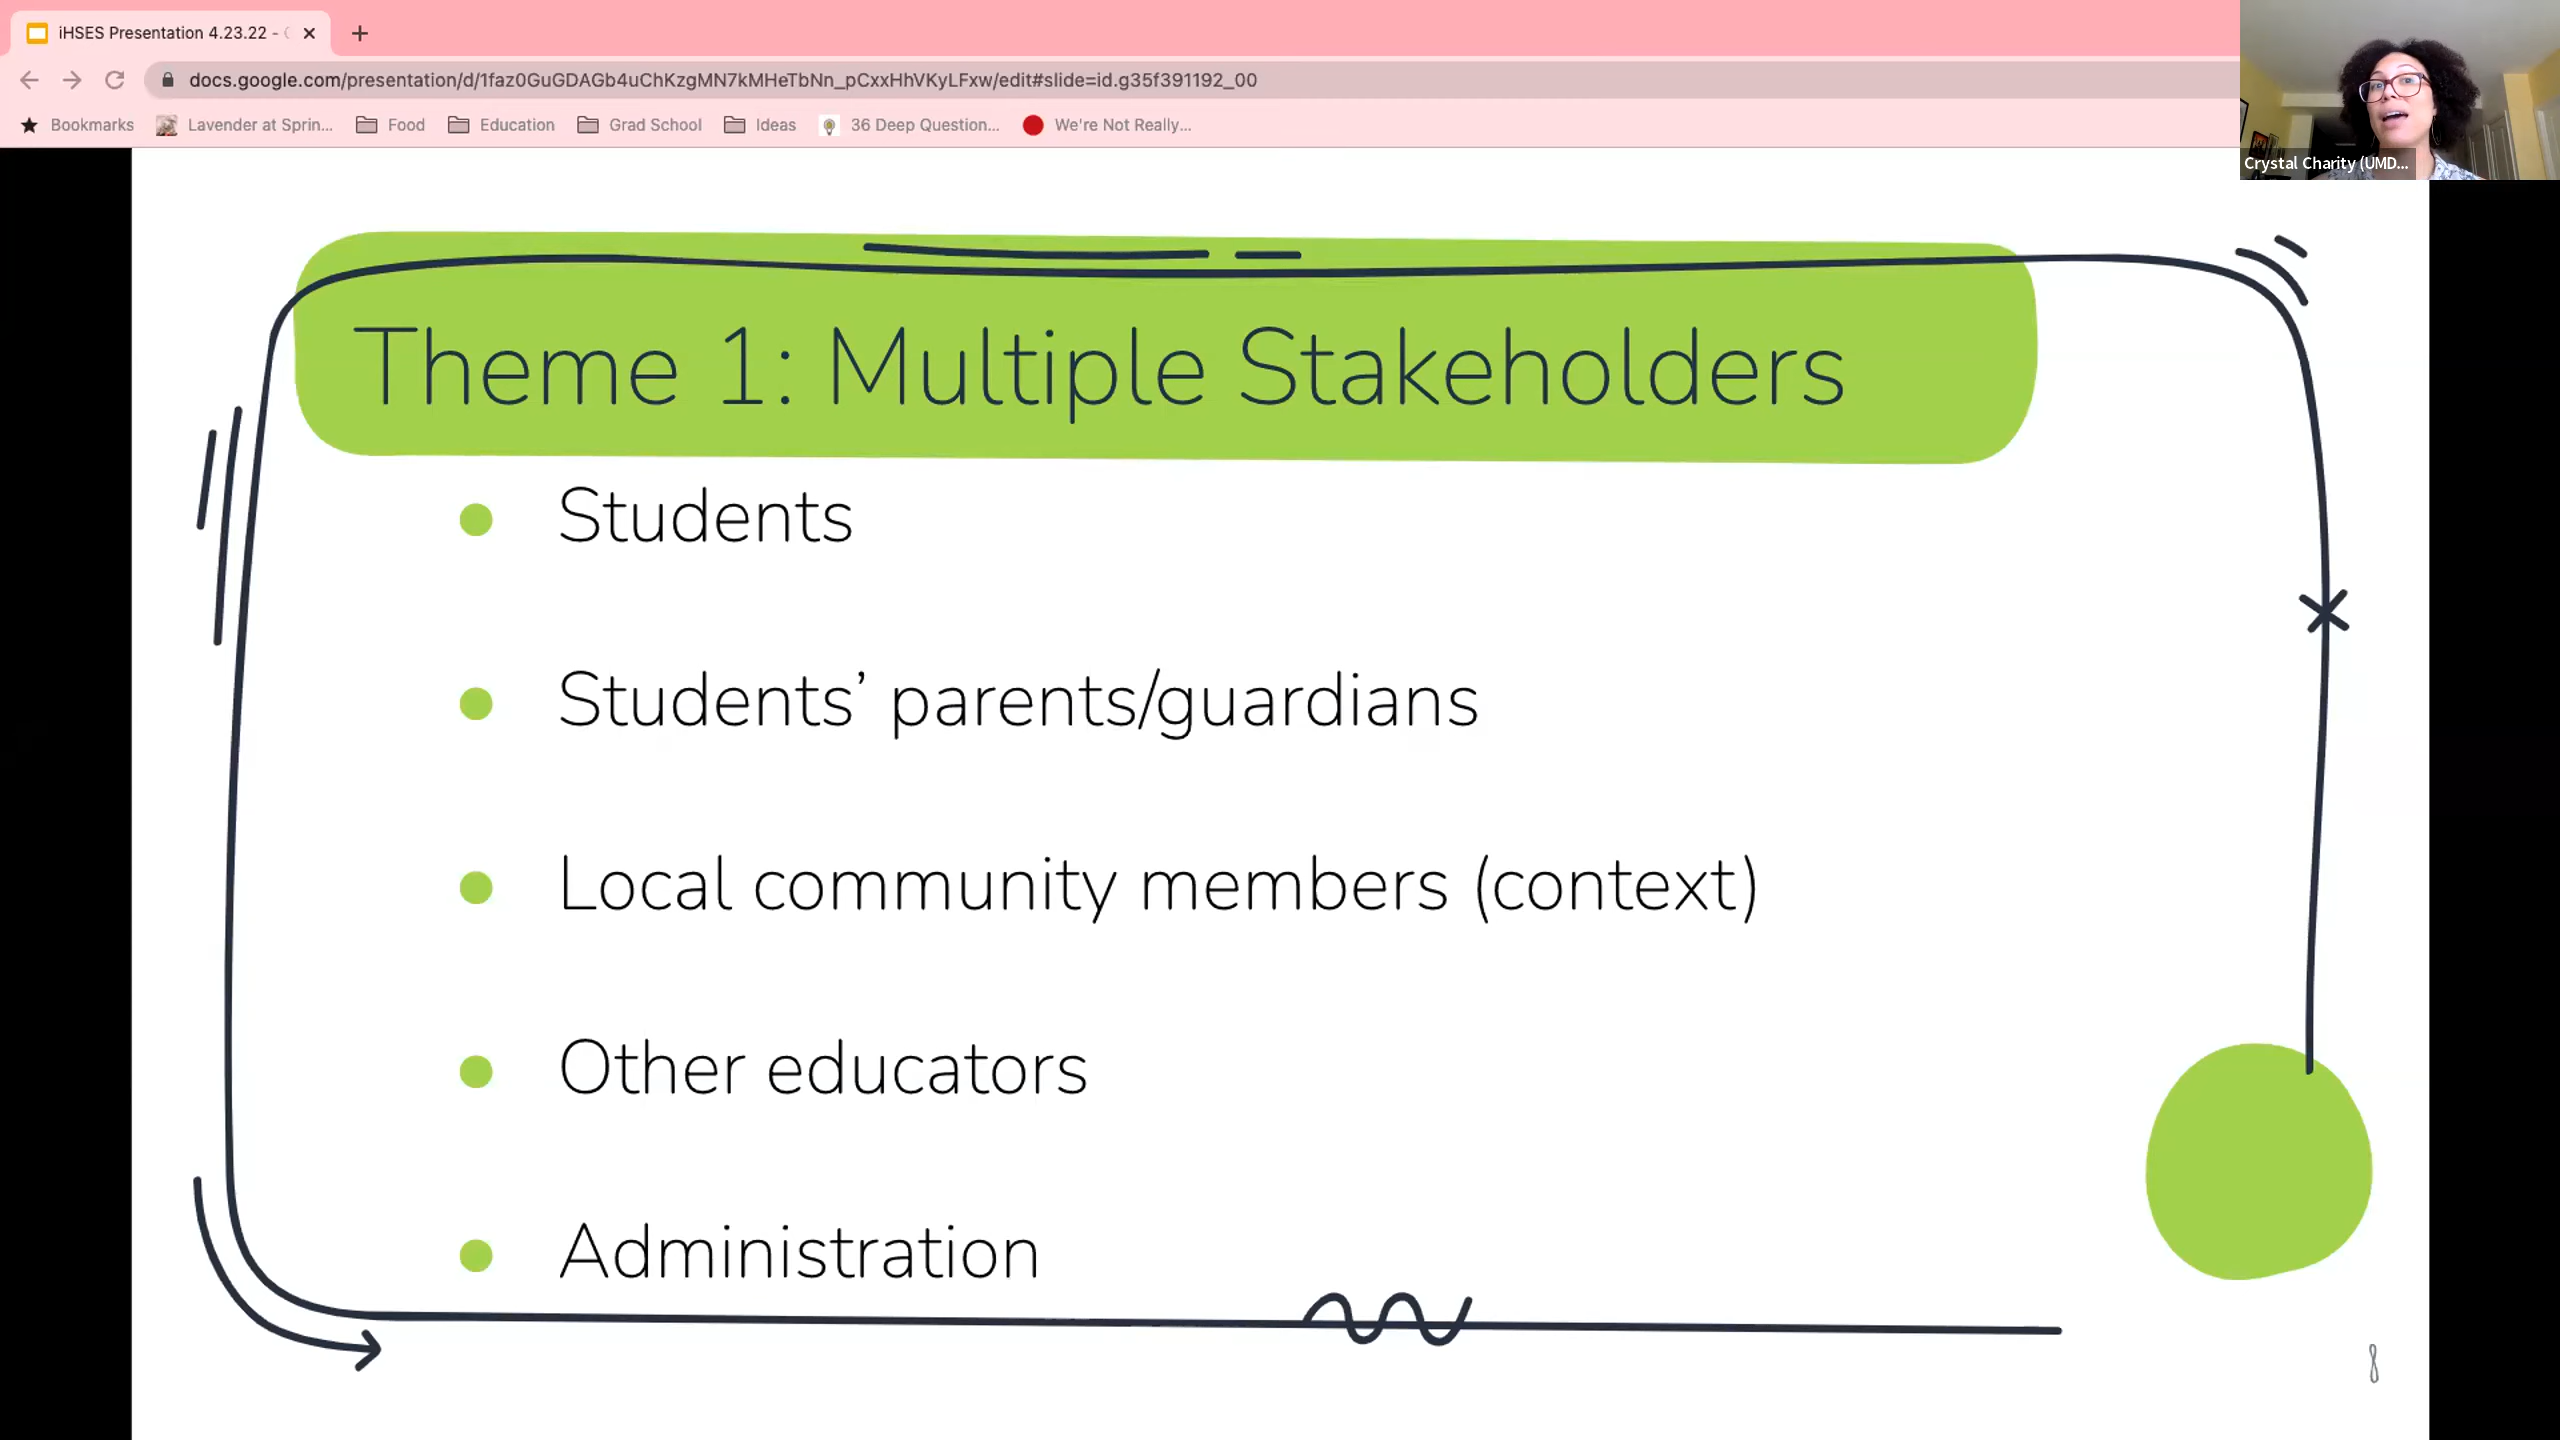 iHSES Presentation 4.23.22 -
docs.google.com/presentation/d/1faz0GuGDAGb4uChKzgMN7kMHeTbNn_pCxxHhVKyLFxw/edit#slide=id.g35f391192_00
Bookmarks Lavender at Sprin... Food Education Grad School Ideas 36 Deep Question... We're Not Really...
Crystal Charity (UMD...
Theme 1: Multiple Stakeholders
Students
Students’ parents/guardians
Local community members (context)
Other educators
Administration
8